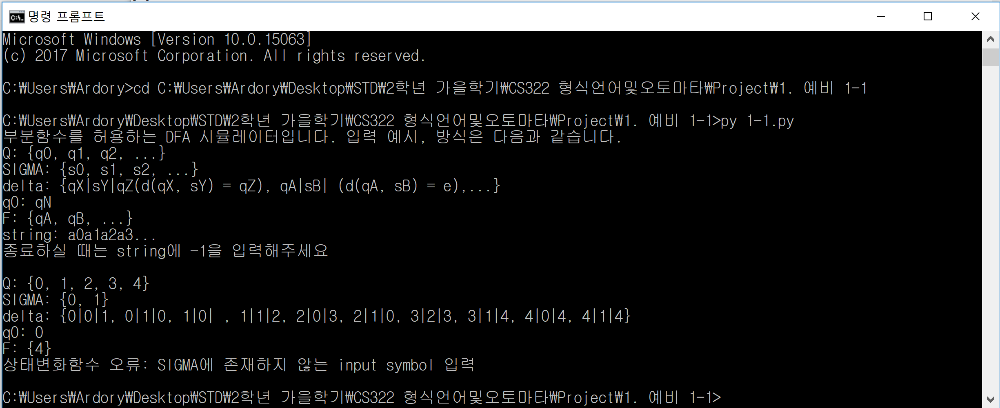 명령 프롬프트
Microsoft Windows [Version 10.0.15063]
(c) 2017 Microsoft Corporation. All rights reserved.
C:₩Users₩Ardory>cd C:₩Users₩Ardory₩Desktop₩STD₩2학년 가을학기₩CS322 형식언어및오토마타₩Project₩1. 예비 1-1
C:₩Users₩Ardory₩Desktop₩STD₩2학년 가을학기₩CS322 형식언어및오토마타₩Project₩1. 예비 1-1>py 1-1.py
부분함수를 허용하는 DFA 시뮬레이터입니다. 입력 예시, 방식은 다음과 같습니다.
Q: {q0, q1, q2, ...}
SIGMA: {s0, s1, s2, ...}
delta: {qX|sY|qZ(d(qX, sY) = qZ), qA|sB| (d(qA, sB) = e),...}
q0: qN
F: {qA, qB, ...}
string: a0a1a2a3...
종료하실 때는 string에 -1을 입력해주세요
Q: {0, 1, 2, 3, 4}
SIGMA: {0, 1}
delta: {0|0|1, 0|1|0, 1|0| , 1|1|2, 2|0|3, 2|1|0, 3|2|3, 3|1|4, 4|0|4, 4|1|4}
q0: 0
F: {4}
상태변화함수 오류: SIGMA에 존재하지 않는 input symbol 입력
C:₩Users₩Ardory₩Desktop₩STD₩2학년 가을학기₩CS322 형식언어및오토마타₩Project₩1. 예비 1-1>